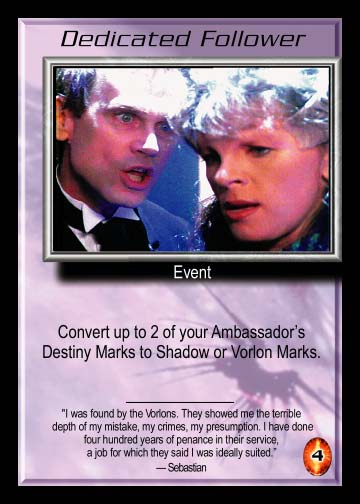 Dedicated Follower
Event
Convert up to 2 of your Ambassador's
Destiny Marks to Shadow or Vorlon Marks.
"I was found by the Vorlons. They showed me the terrible
depth of my mistake, my crimes, my presumption. I have done
four hundred years of penance in their service,
a job for which they said I was ideally suited."
— Sebastian
4